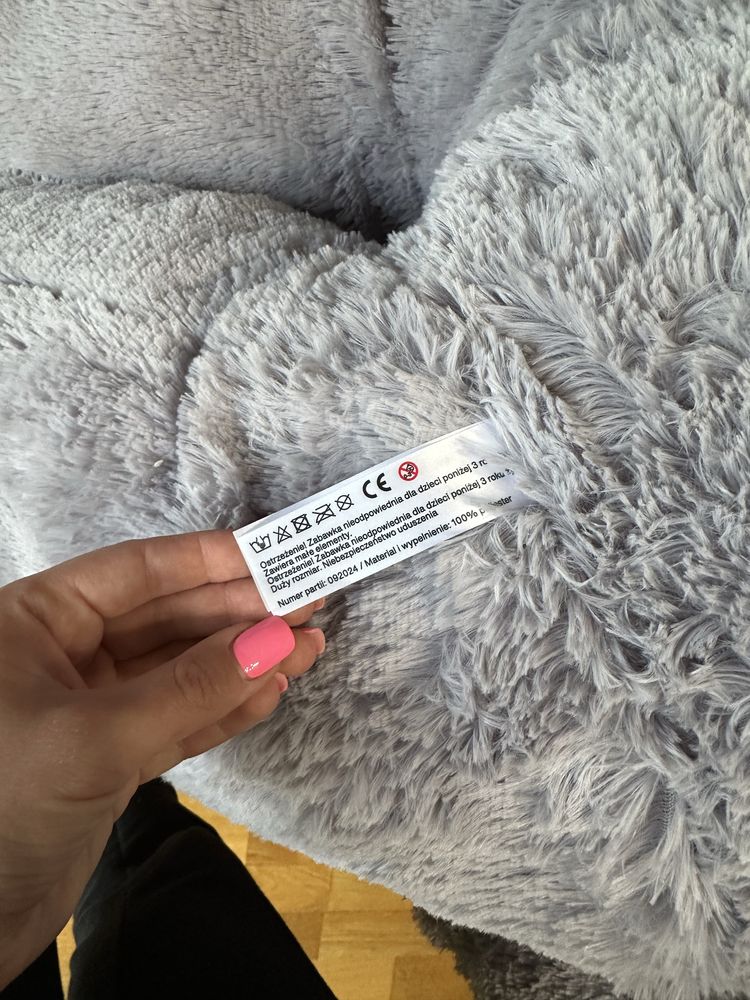 CE
Ostrzeżenie! Zabawka nieodpowiednia dla dzieci poniżej 3
Zawiera małe elementy.
Ostrzeżenie! Zabawka nieodpowiednia dla dzieci poniżej 3 roku
Duży rozmiar. Niebezpieczeństwo uduszenia
Numer partii: 092024 / Materiał i wypełnienie: 100%